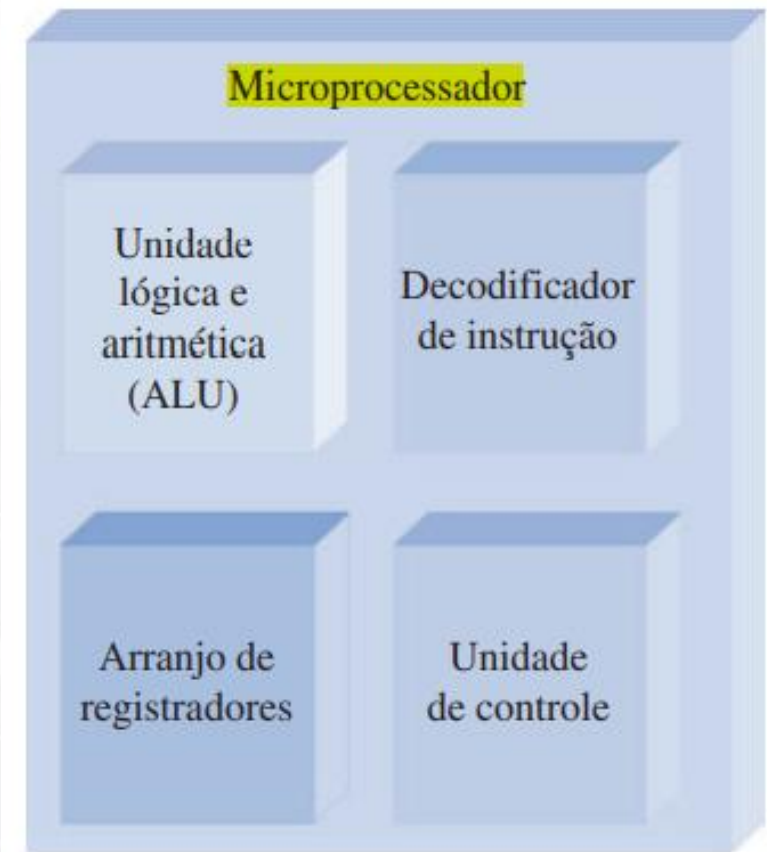 Microprocessador
Unidade
lógica e
aritmética
(ALU)
Decodificador
de instrução
Arranjo de
registradores
Unidade
de controle